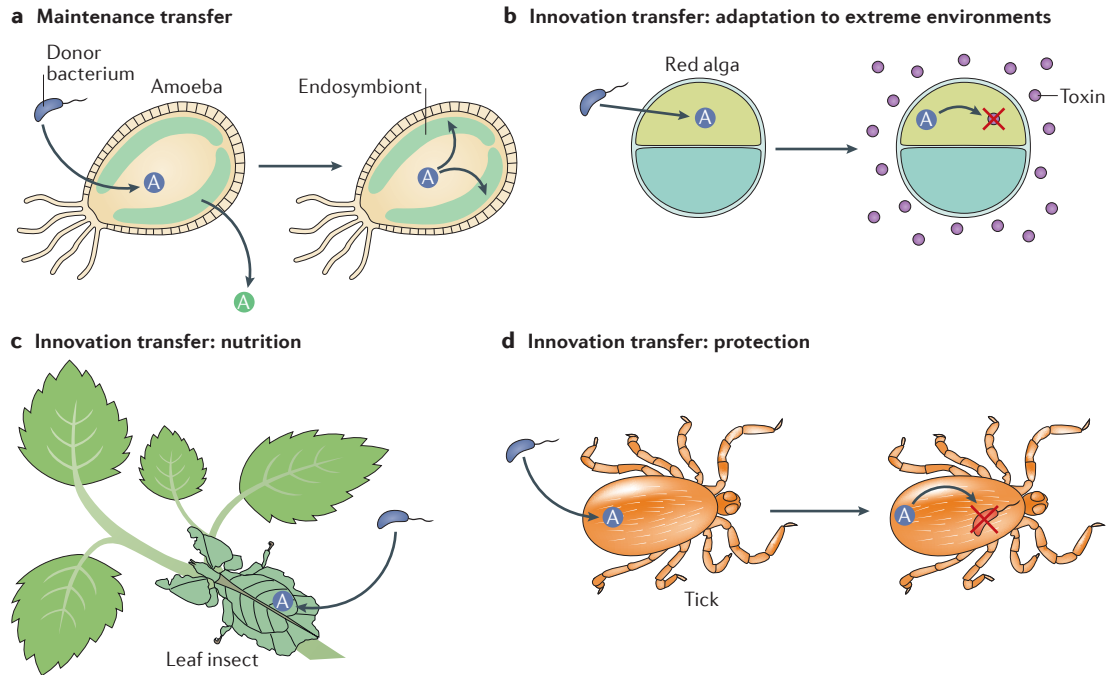 a Maintenance transfer
Donor
bacterium
Amoeba
Endosymbiont
A
A
A
b Innovation transfer: adaptation to extreme environments
Red alga
Toxin
A
A
c Innovation transfer: nutrition
A
Leaf insect
d Innovation transfer: protection
A
A
Tick